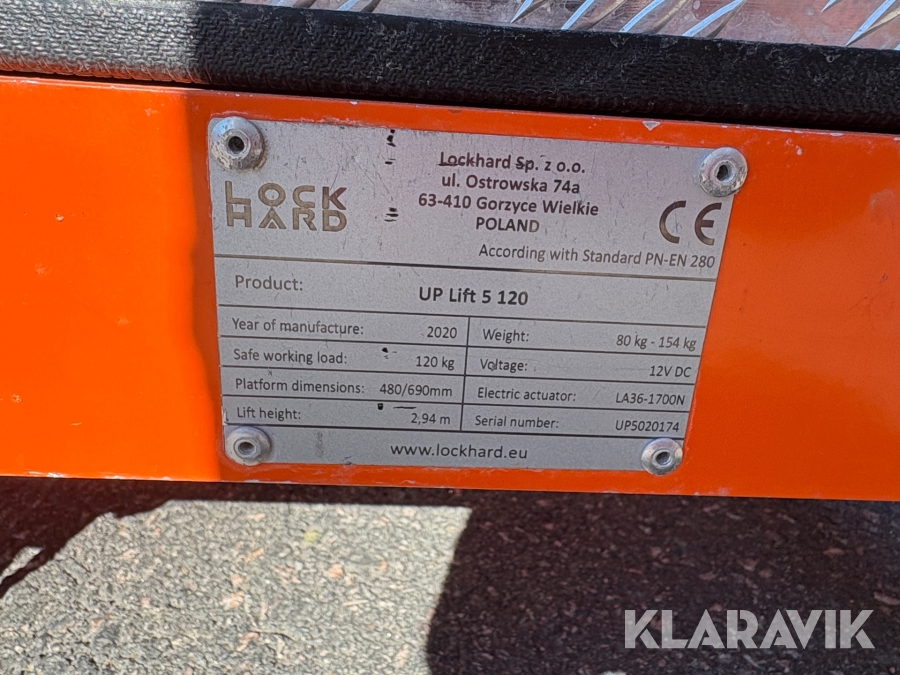 LOCK
HARD
Lockhard Sp. z o.o.
ul. Ostrowska 74a
63-410 Gorzyce Wielkie
POLAND
CE
According with Standard PN-EN 280
Product: UP Lift 5 120
Year of manufacture: 2020 Weight: 80 kg - 154 kg
Safe working load: 120 kg Voltage: 12V DC
Platform dimensions: 480/690mm Electric actuator: LA36-1700N
Lift height: 2,94 m Serial number: UP5020174
www.lockhard.eu
KLARAVIK